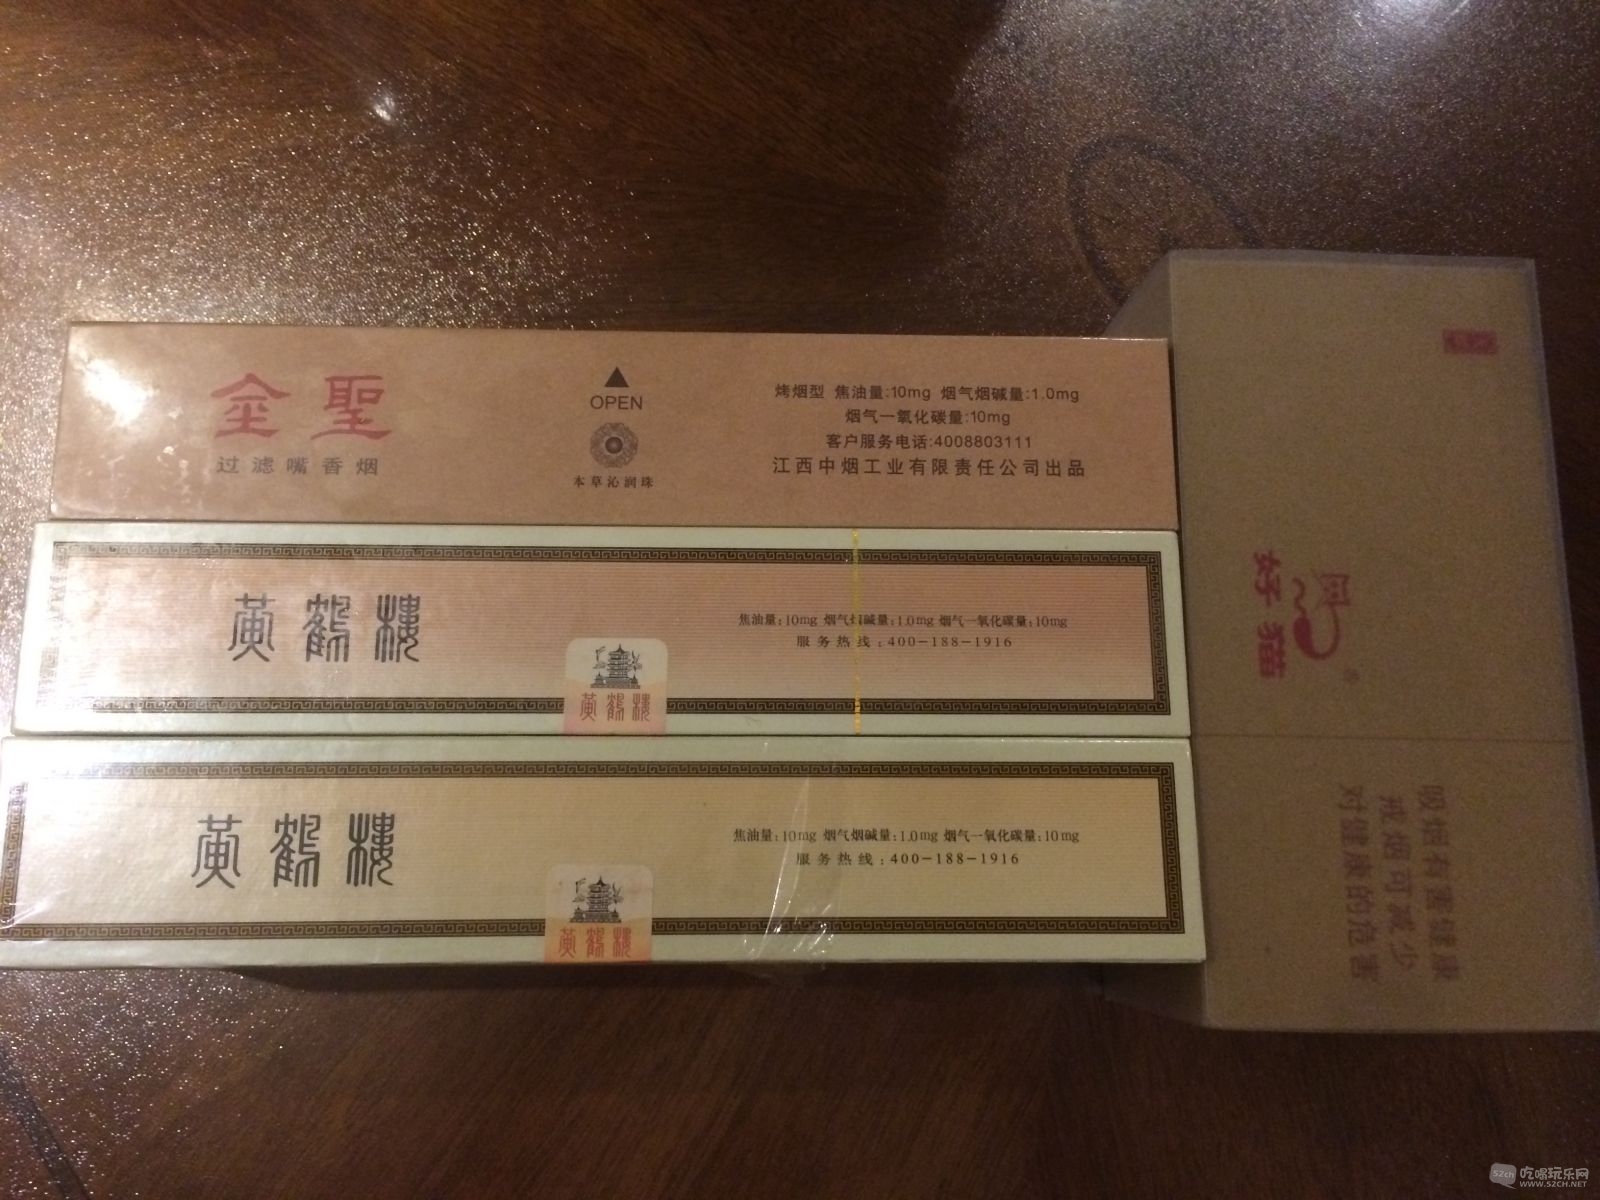 金聖
过滤嘴香烟
OPEN
本草沁润珠
烤烟型 焦油量:10mg 烟气烟碱量:1.0mg
烟气一氧化碳量:10mg
客户服务电话:4008803111
江西中烟工业有限责任公司出品
黄鹤楼
焦油量:10mg 烟气烟碱量:1.0mg 烟气一氧化碳量:10mg
服务热线:400-188-1916
黄鹤楼
黄鹤楼
焦油量:10mg 烟气烟碱量:1.0mg 烟气一氧化碳量:10mg
服务热线:400-188-1916
黄鹤楼
好猫
®
吸烟有害健康
戒烟可减少
对健康的危害
52ch 吃喝玩乐网
WWW.52CH.NET